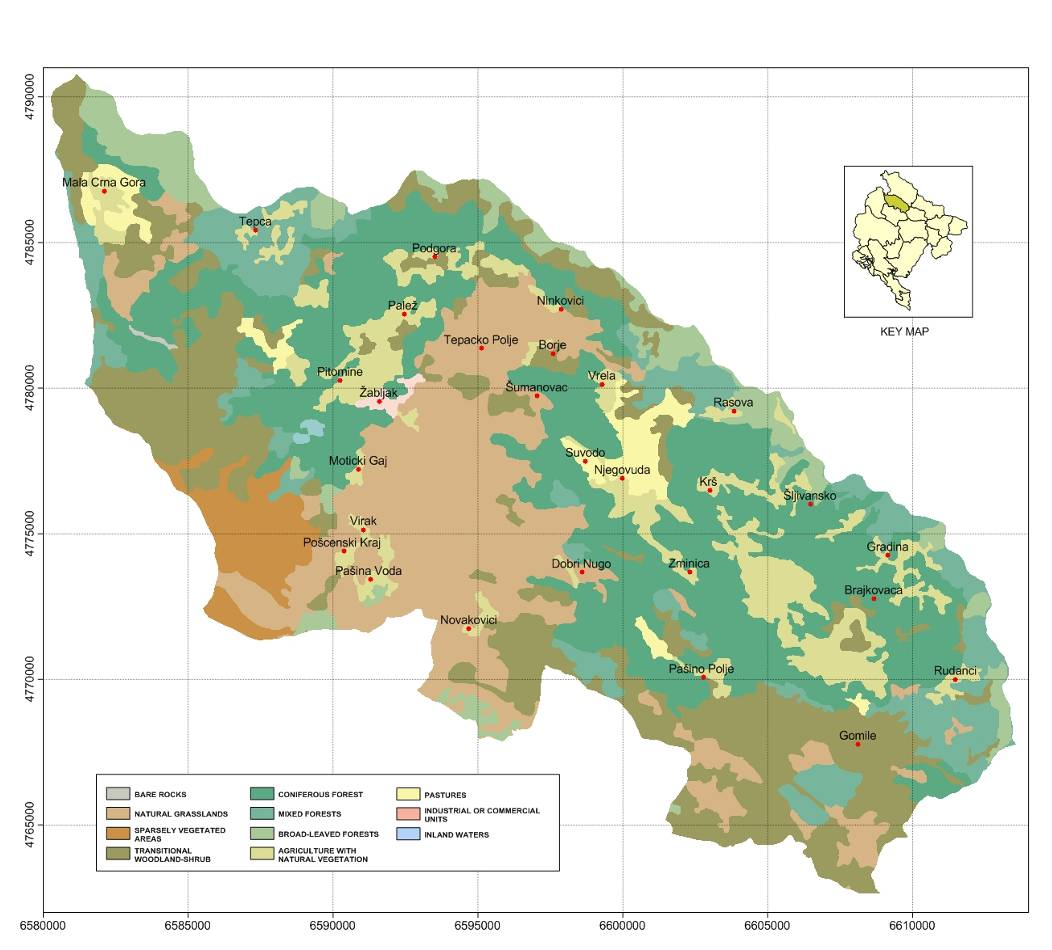 4790000
4785000
4780000
4775000
4770000
4765000
Mala Crna Gora
Tepca
Podgora
Palež
Ninkovici
Tepacko Polje
Borje
Pitomine
Vrela
Šumanovac
Žabljak
Rasova
Suvodo
Moticki Gaj
Njegovuda
Krš
Šljivansko
Virak
Pošcenski Kraj
Gradina
Pašina Voda
Dobri Nugo
Zminica
Brajkovaca
Novakovici
Pašino Polje
Rudanci
Gomile
KEY MAP
BARE ROCKS
NATURAL GRASSLANDS
SPARSELY VEGETATED
AREAS
TRANSITIONAL
WOODLAND-SHRUB
CONIFEROUS FOREST
MIXED FORESTS
BROAD-LEAVED FORESTS
AGRICULTURE WITH
NATURAL VEGETATION
PASTURES
INDUSTRIAL OR COMMERCIAL
UNITS
INLAND WATERS
6580000 6585000 6590000 6595000 6600000 6605000 6610000